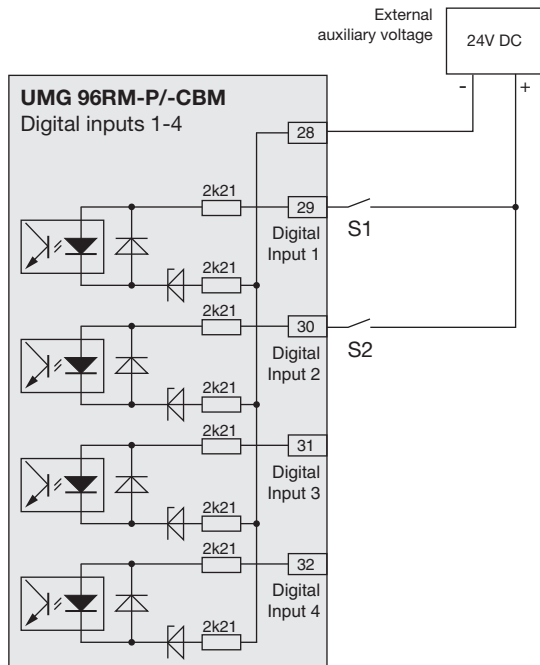 External
auxiliary voltage
24V DC
- +
UMG 96RM-P/-CBM
Digital inputs 1-4
28
2k21
29
S1
Digital
Input 1
2k21
2k21
30
S2
Digital
Input 2
2k21
2k21
31
Digital
Input 3
2k21
2k21
32
Digital
Input 4
2k21